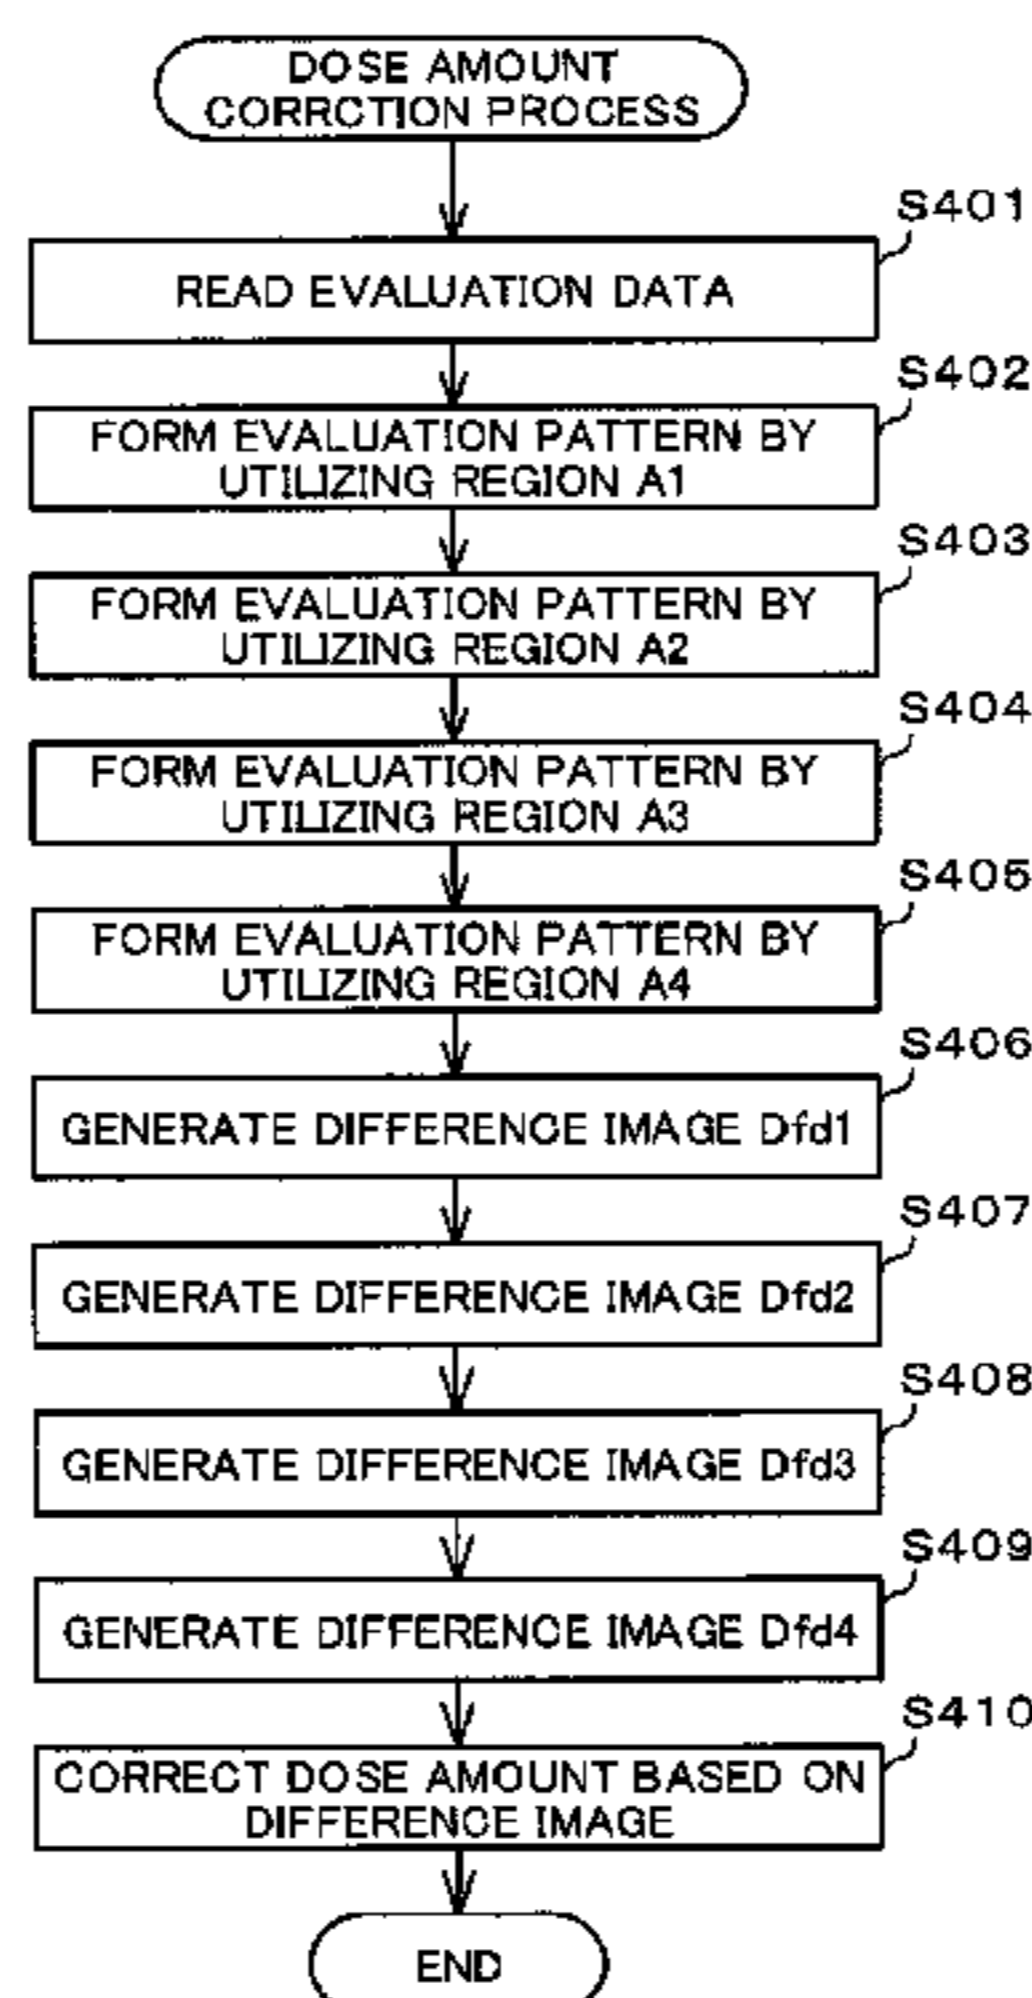 DOSE AMOUNT
CORRCTION PROCESS
S401
READ EVALUATION DATA
S402
FORM EVALUATION PATTERN BY
UTILIZING REGION A1
S403
FORM EVALUATION PATTERN BY
UTILIZING REGION A2
S404
FORM EVALUATION PATTERN BY
UTILIZING REGION A3
S405
FORM EVALUATION PATTERN BY
UTILIZING REGION A4
S406
GENERATE DIFFERENCE IMAGE Dfd1
S407
GENERATE DIFFERENCE IMAGE Dfd2
S408
GENERATE DIFFERENCE IMAGE Dfd3
S409
GENERATE DIFFERENCE IMAGE Dfd4
S410
CORRECT DOSE AMOUNT BASED ON
DIFFERENCE IMAGE
END